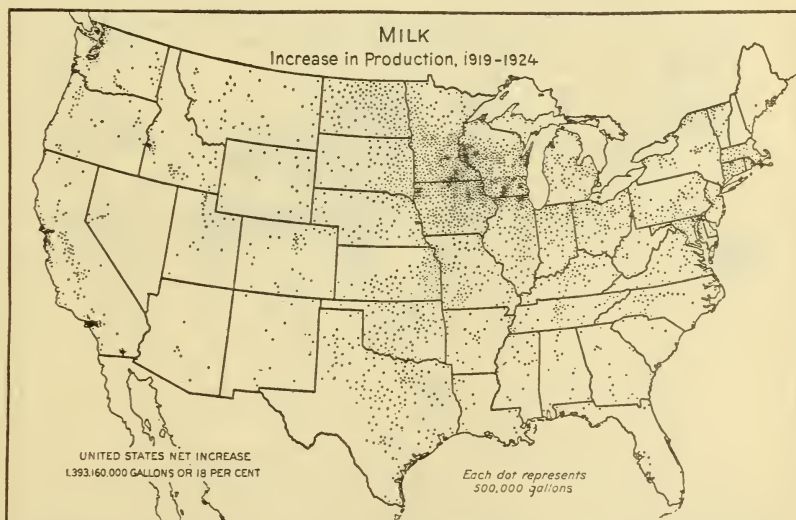 MILK
Increase in Production, 1919-1924
UNITED STATES NET INCREASE
1,393,160,000 GALLONS OR 18 PER CENT
Each dot represents
500,000 gallons